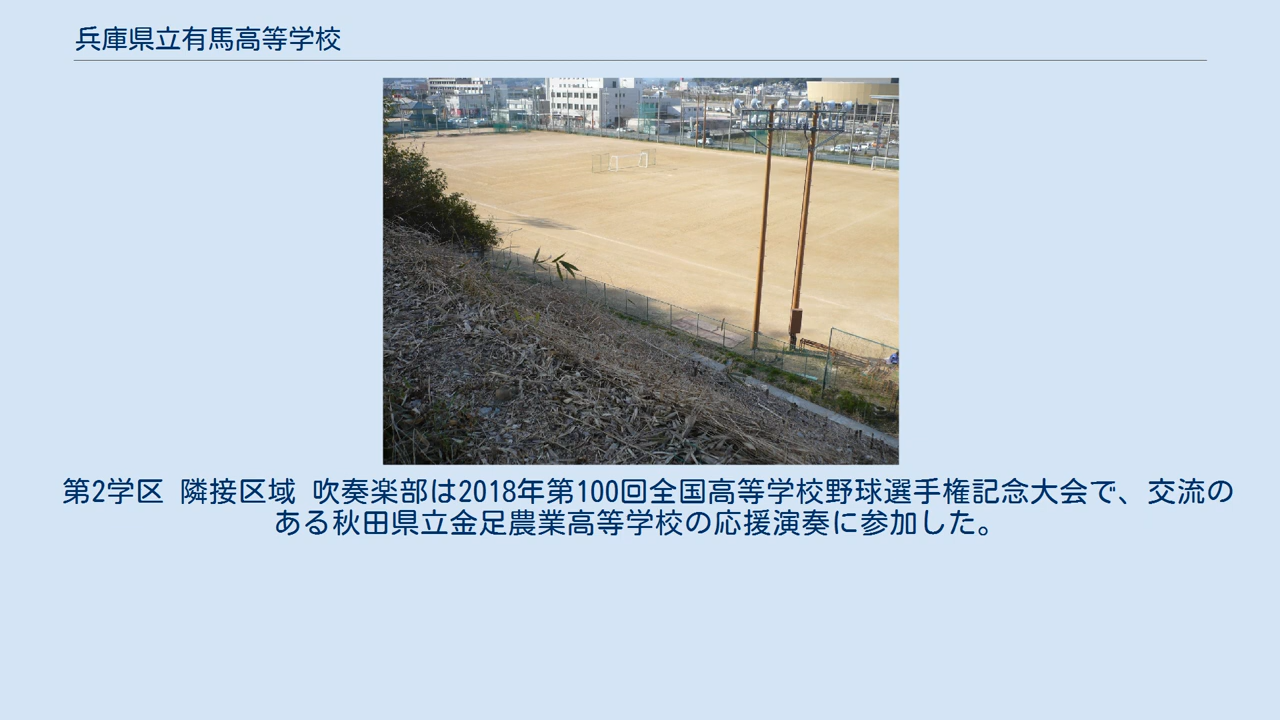 兵庫県立有馬高等学校
第2学区 隣接区域 吹奏楽部は2018年第100回全国高等学校野球選手権記念大会で、交流の
ある秋田県立金足農業高等学校の応援演奏に参加した。